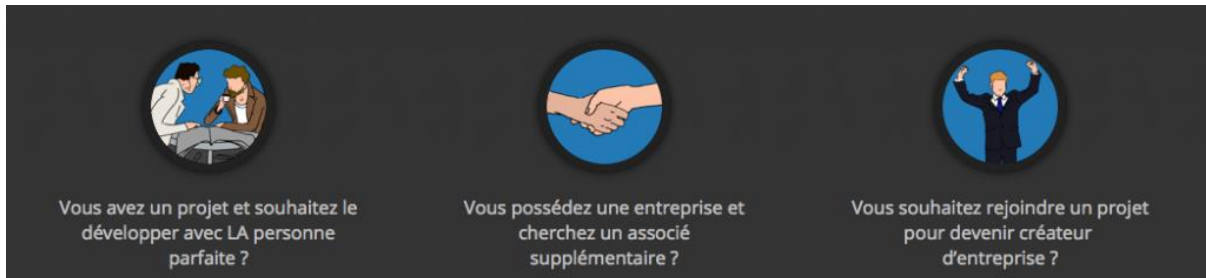 Vous avez un projet et souhaitez le
développer avec LA personne
parfaite ?
Vous possédez une entreprise et
cherchez un associé
supplémentaire ?
Vous souhaitez rejoindre un projet
pour devenir créateur
d’entreprise ?